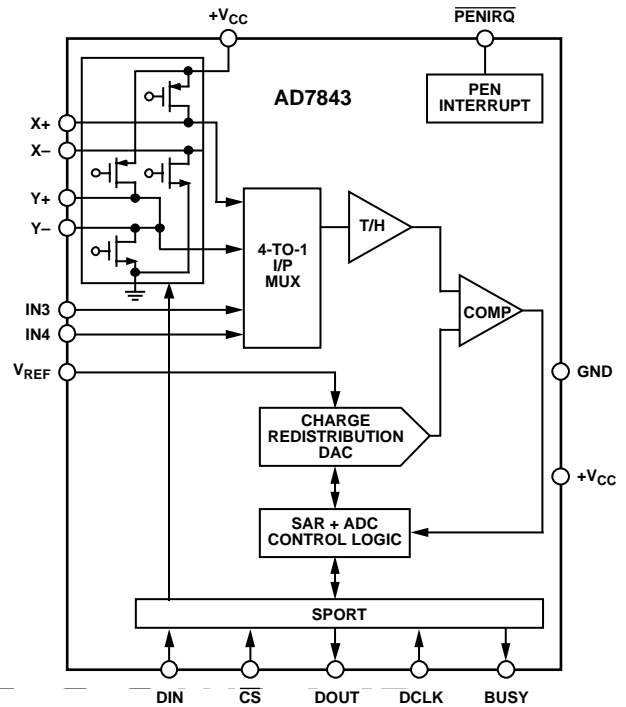 +VCC
PENIRQ
AD7843
PEN
INTERRUPT
X+
X–
Y+
Y–
4-TO-1
I/P
MUX
T/H
COMP
IN3
IN4
VREF
GND
CHARGE
REDISTRIBUTION
DAC
+VCC
SAR + ADC
CONTROL LOGIC
SPORT
DIN
CS
DOUT
DCLK
BUSY